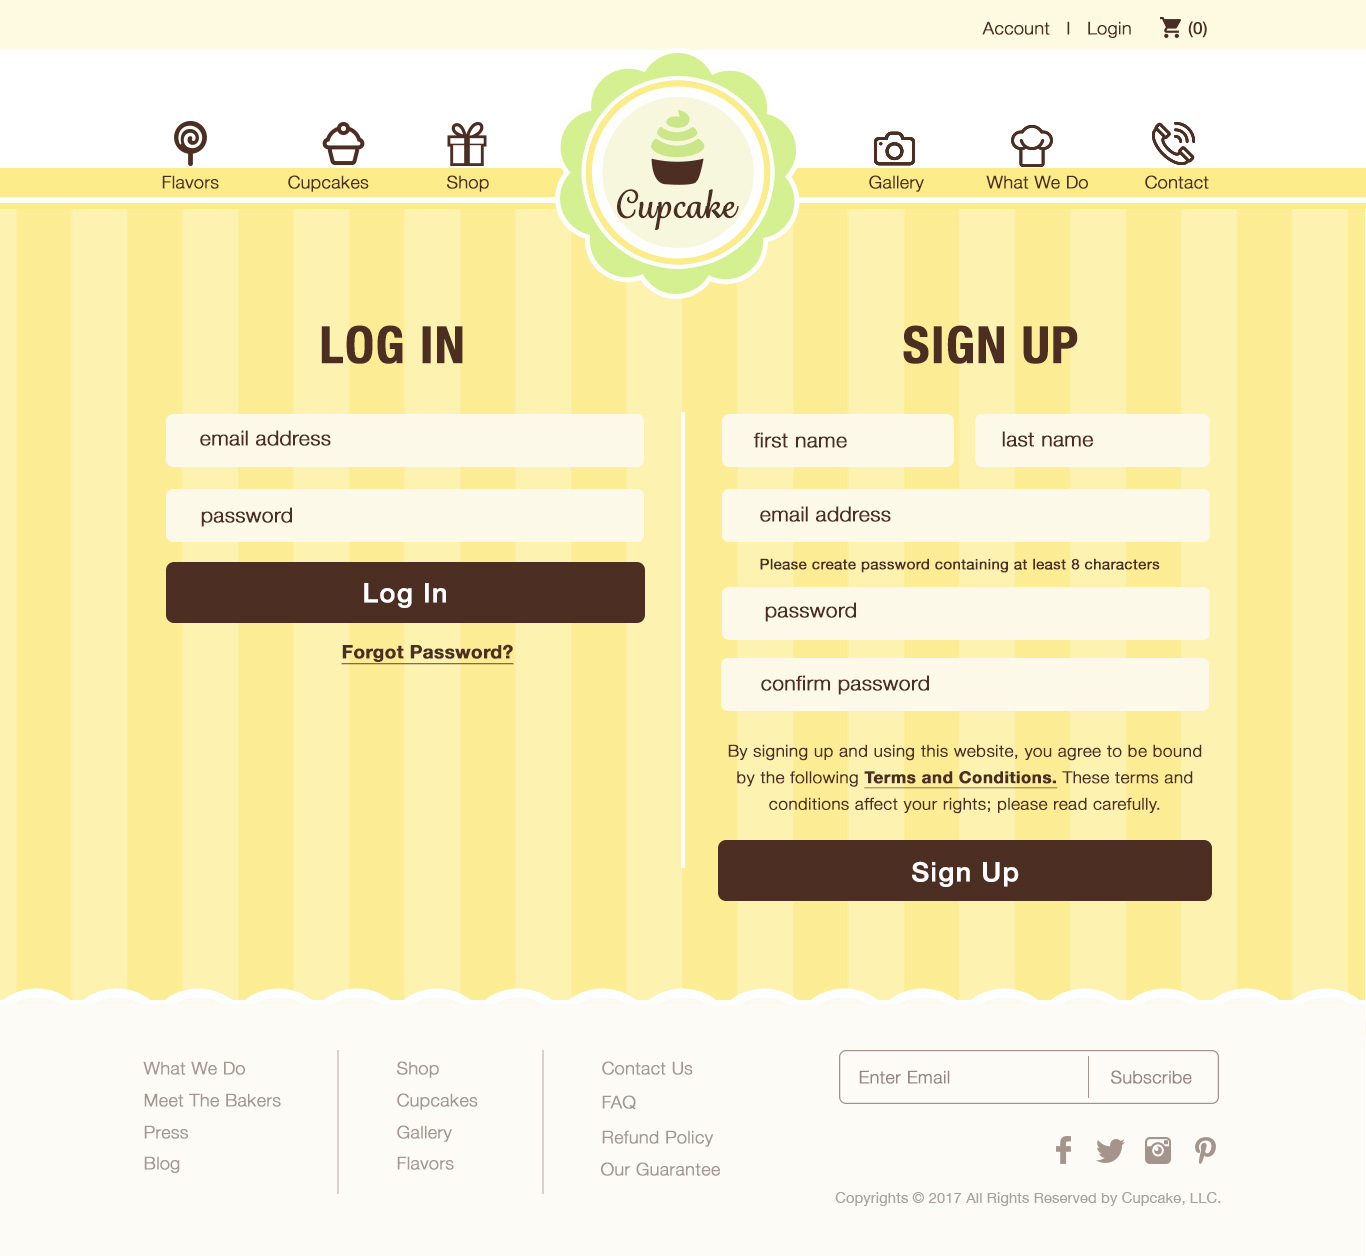 Account | Login (0)
Flavors Cupcakes Shop Gallery What We Do Contact
Cupcake
LOG IN
email address
password
Log In
Forgot Password?
SIGN UP
first name last name
email address
Please create password containing at least 8 characters
password
confirm password
By signing up and using this website, you agree to be bound
by the following Terms and Conditions. These terms and
conditions affect your rights; please read carefully.
Sign Up
What We Do
Meet The Bakers
Press
Blog
Shop
Cupcakes
Gallery
Flavors
Contact Us
FAQ
Refund Policy
Our Guarantee
Enter Email Subscribe
Copyrights © 2017 All Rights Reserved by Cupcake, LLC.